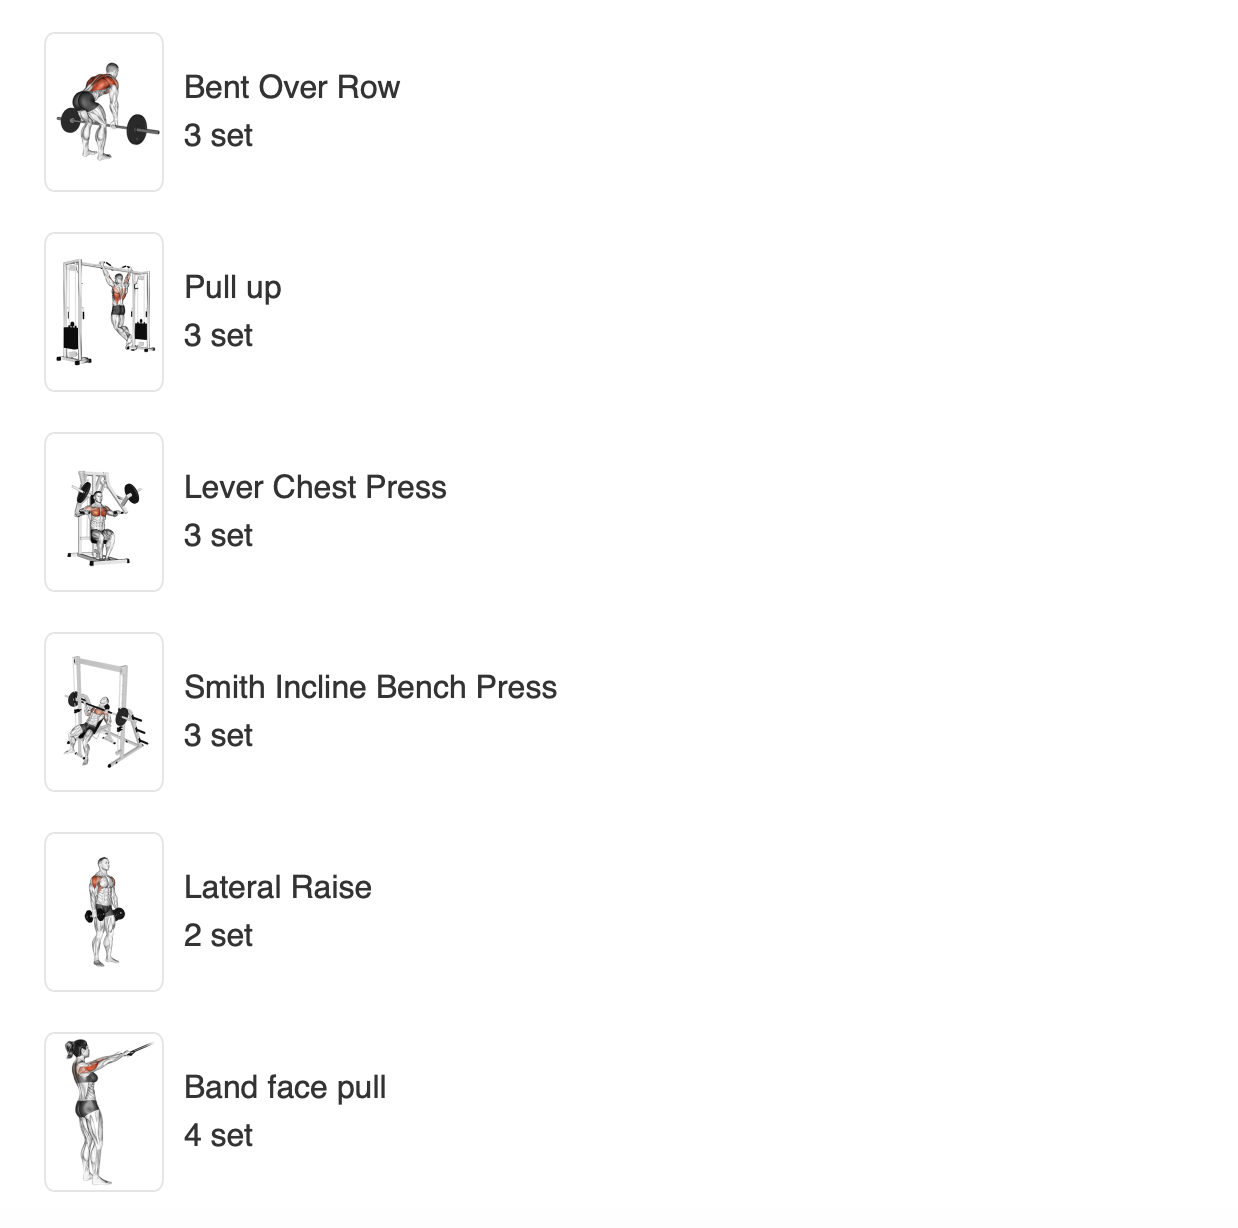 Bent Over Row
3 set
Pull up
3 set
Lever Chest Press
3 set
Smith Incline Bench Press
3 set
Lateral Raise
2 set
Band face pull
4 set